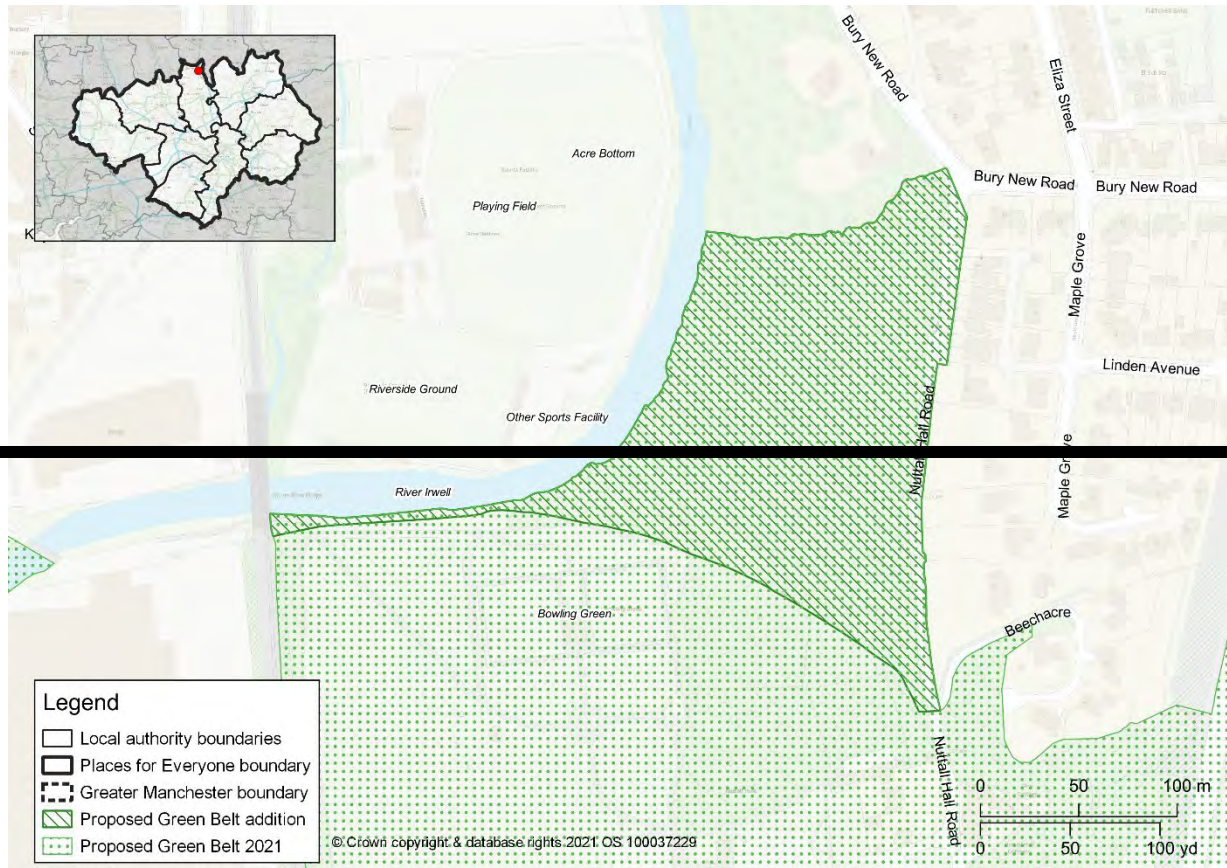 Bury New Road
Eliza Street
Acre Bottom
Playing Field
Bury New Road
Bury New Road
Maple Grove
Linden Avenue
Riverside Ground
Other Sports Facility
Nuttall Hall Road
Maple Grove
River Irwell
Bowling Green
Beechacre
Nuttall Hall Road
Legend
Local authority boundaries
Places for Everyone boundary
Greater Manchester boundary
Proposed Green Belt addition
Proposed Green Belt 2021
© Crown copyright & database rights 2021 OS 100037229
0 50 100 m
0 50 100 yd